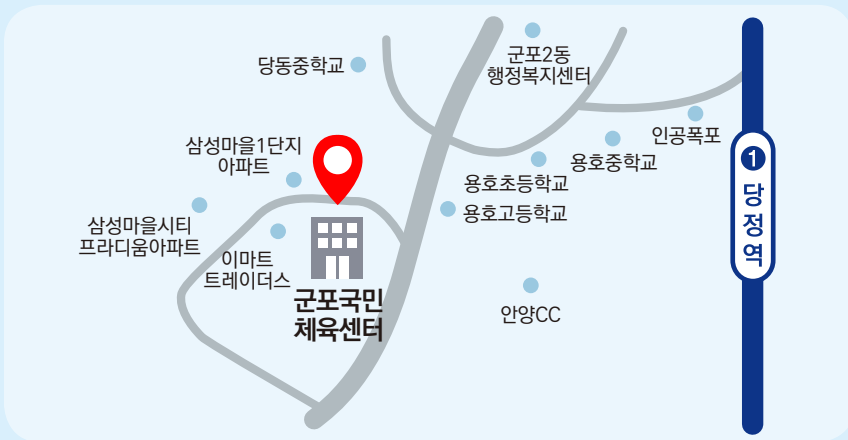 군포2동
행정복지센터
당동중학교
인공폭포
삼성마을1단지
아파트
용호중학교
❶
당
정
역
용호초등학교
용호고등학교
삼성마을시티
프라디움아파트
이마트
트레이더스
군포국민
체육센터
안양CC